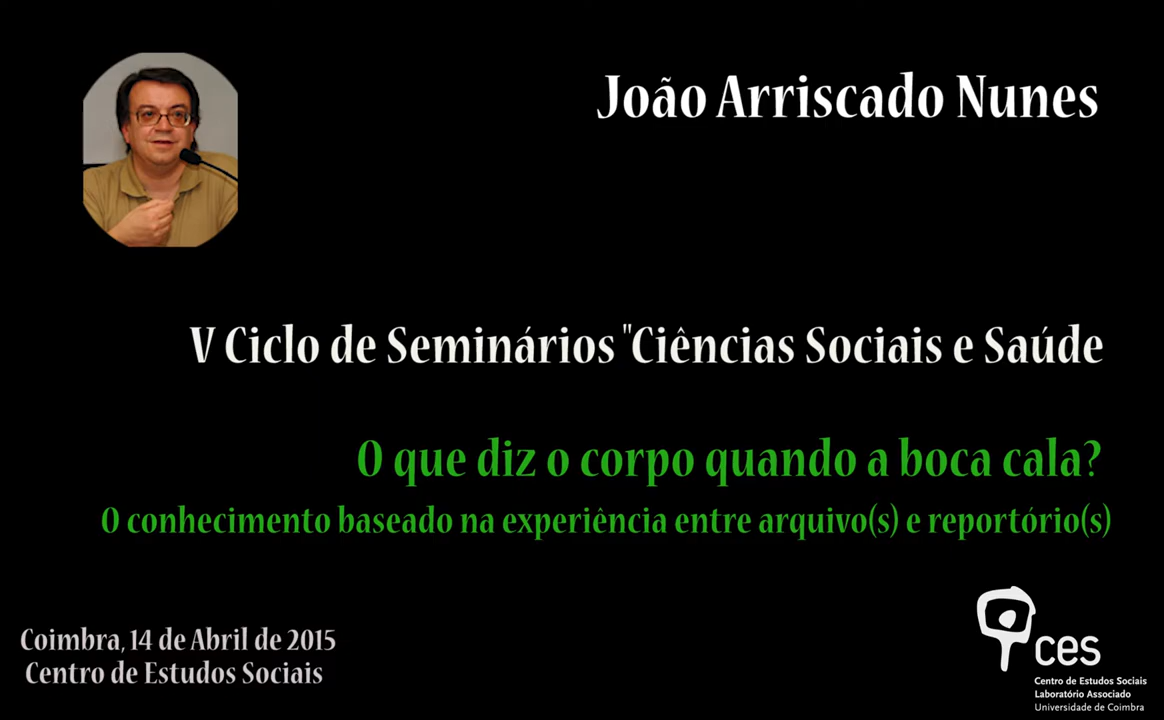 João Arriscado Nunes
V Ciclo de Seminários "Ciências Sociais e Saúde
O que diz o corpo quando a boca cala?
O conhecimento baseado na experiência entre arquivo(s) e reportório(s)
Coimbra, 14 de Abril de 2015
Centro de Estudos Sociais
ces
Centro de Estudos Sociais
Laboratório Associado
Universidade de Coimbra